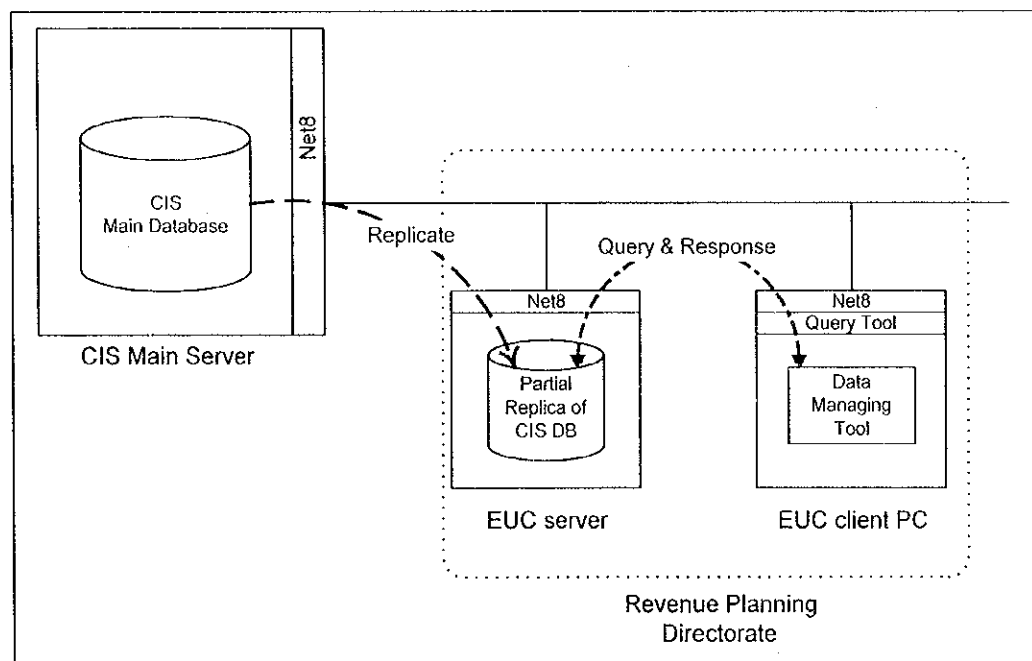 Net8
CIS
Main Database
CIS Main Server
Replicate
Query & Response
Net8
Partial
Replica of
CIS DB
EUC server
Net8
Query Tool
Data
Managing
Tool
EUC client PC
Revenue Planning
Directorate